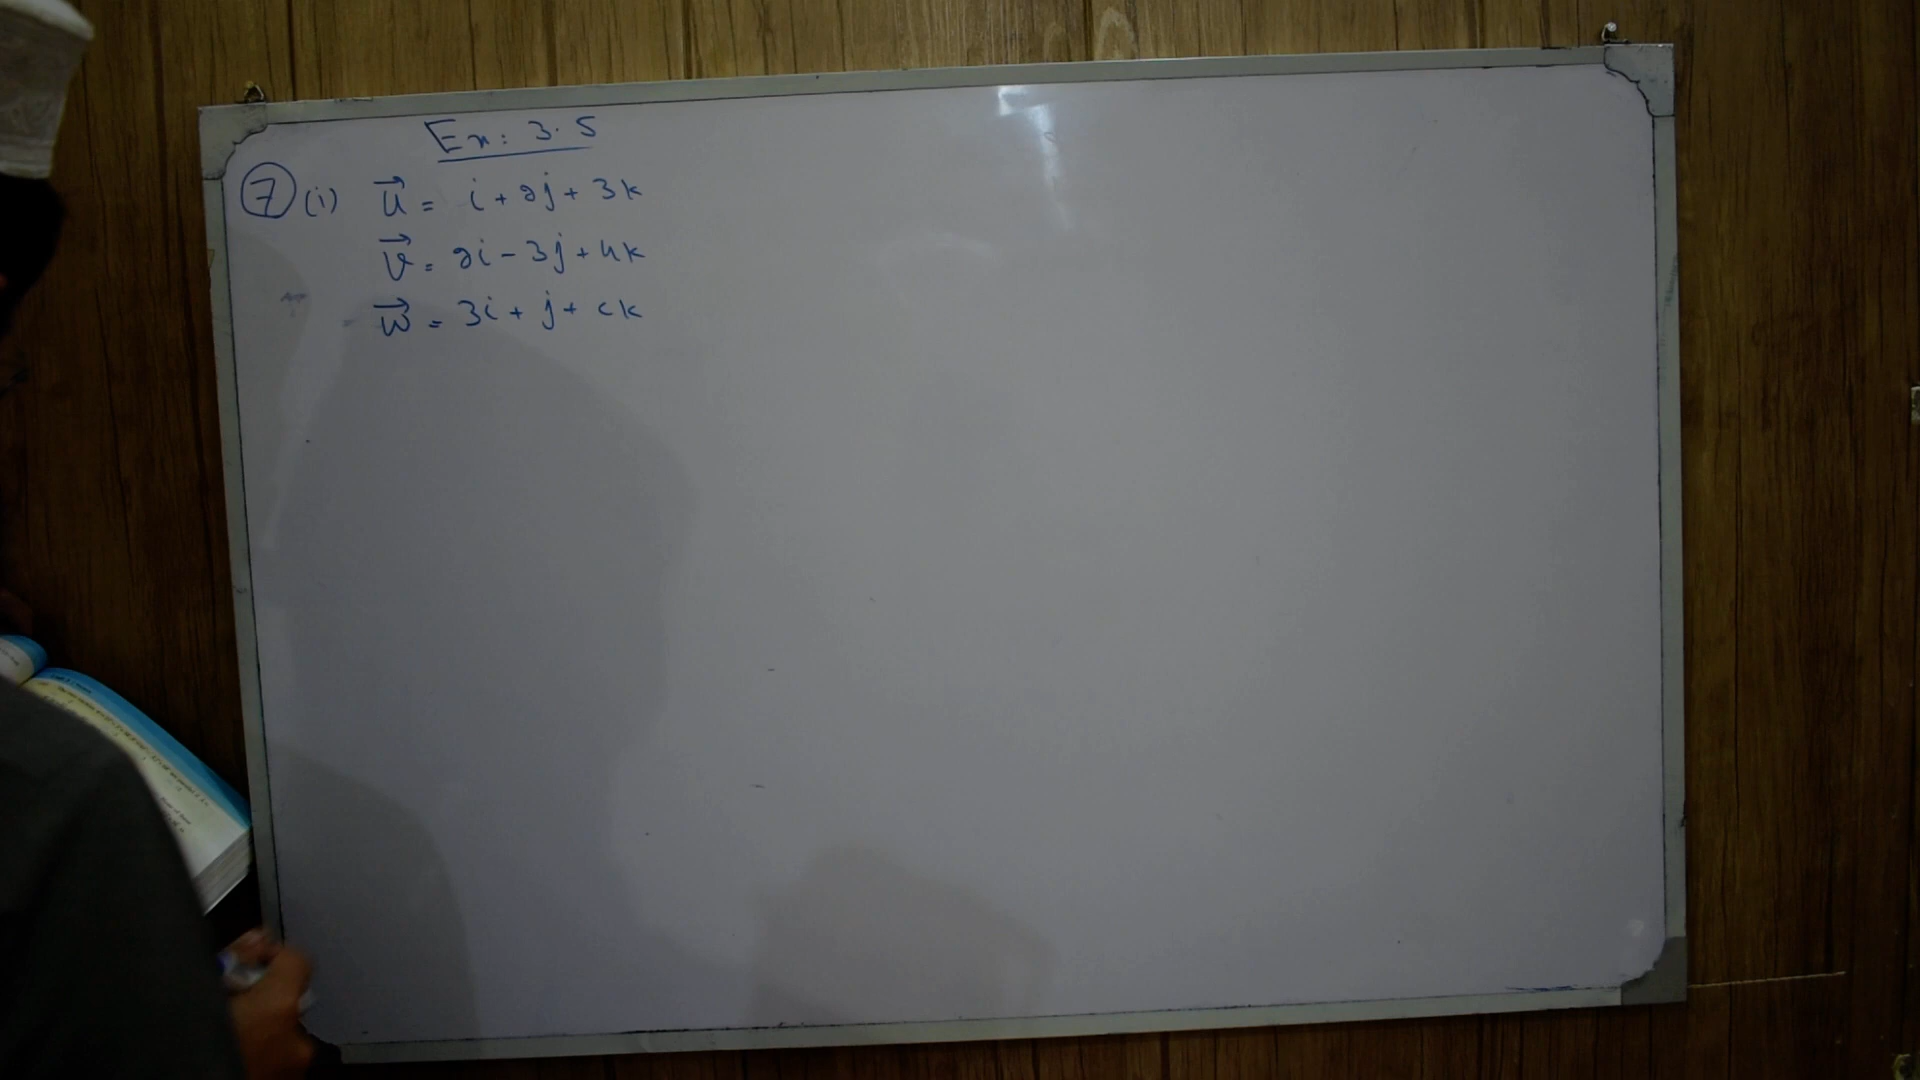 Ex: 3.5
7 (i) u⃗ = i + 2j + 3k
v⃗ = 2i - 3j + 4k
w⃗ = 3i + j + ck